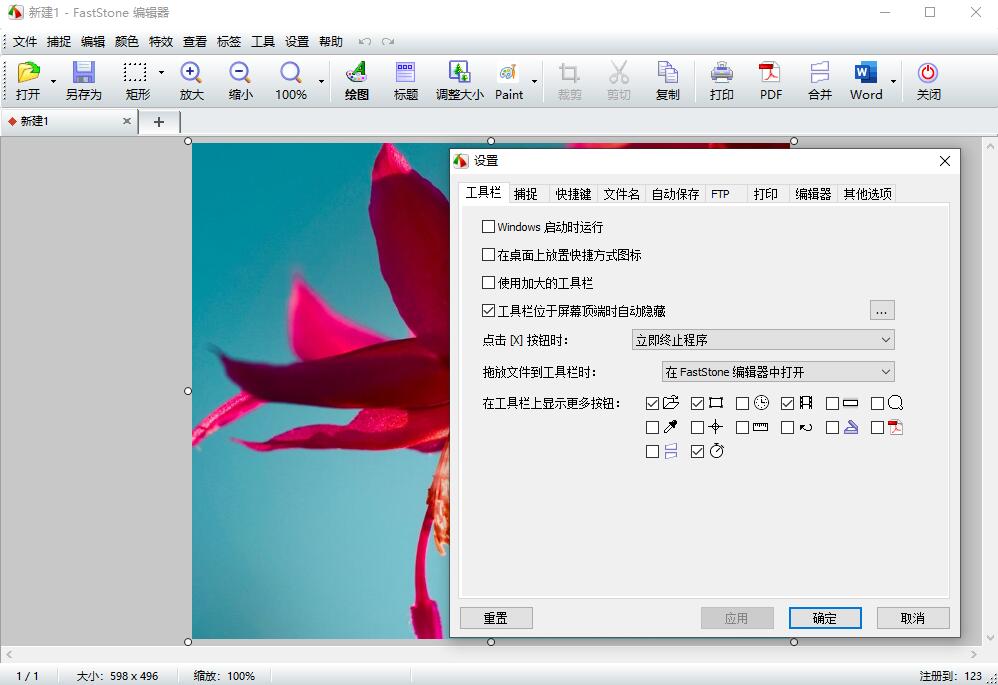 新建1 - FastStone 编辑器
文件 捕捉 编辑 颜色 特效 查看 标签 工具 设置 帮助
打开 另存为 矩形 放大 缩小 100% 绘图 标题 调整大小 Paint 裁剪 剪切 复制 打印 PDF 合并 Word 关闭
新建1
设置
工具栏 捕捉 快捷键 文件名 自动保存 FTP 打印 编辑器 其他选项
Windows 启动时运行
在桌面上放置快捷方式图标
使用加大的工具栏
工具栏位于屏幕顶端时自动隐藏 ...
点击 [X] 按钮时： 立即终止程序
拖放文件到工具栏时： 在 FastStone 编辑器中打开
在工具栏上显示更多按钮：
重置 应用 确定 取消
1 / 1 大小： 598 x 496 缩放： 100% 注册到： 123